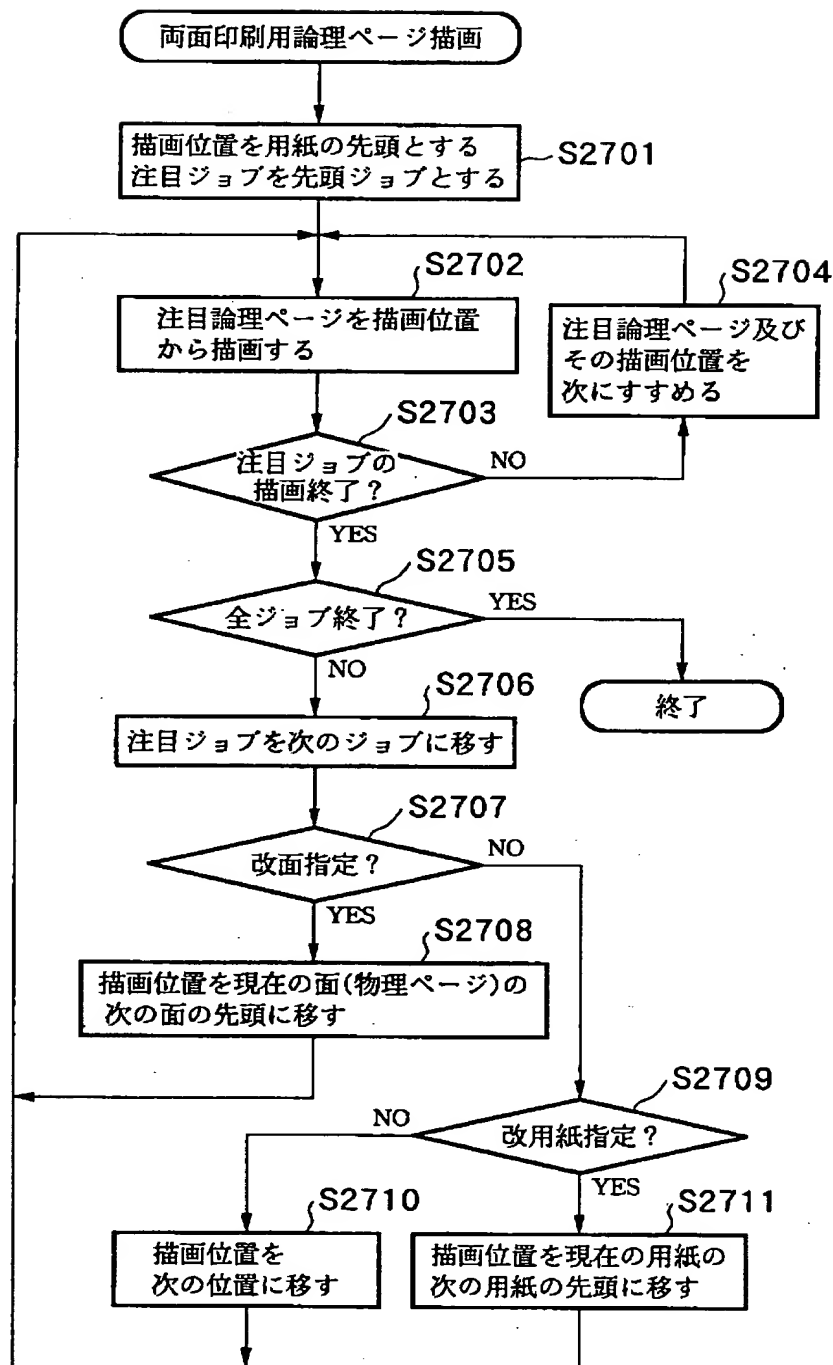 両面印刷用論理ページ描画
描画位置を用紙の先頭とする
注目ジョブを先頭ジョブとする
S2701
S2702
S2704
注目論理ページを描画位置
から描画する
注目論理ページ及び
その描画位置を
次にすすめる
S2703
注目ジョブの
描画終了?
NO
YES
S2705
全ジョブ終了?
YES
NO
終了
S2706
注目ジョブを次のジョブに移す
S2707
改面指定?
NO
YES
S2708
描画位置を現在の面(物理ページ)の
次の面の先頭に移す
S2709
改用紙指定?
NO
YES
S2710
描画位置を
次の位置に移す
S2711
描画位置を現在の用紙の
次の用紙の先頭に移す